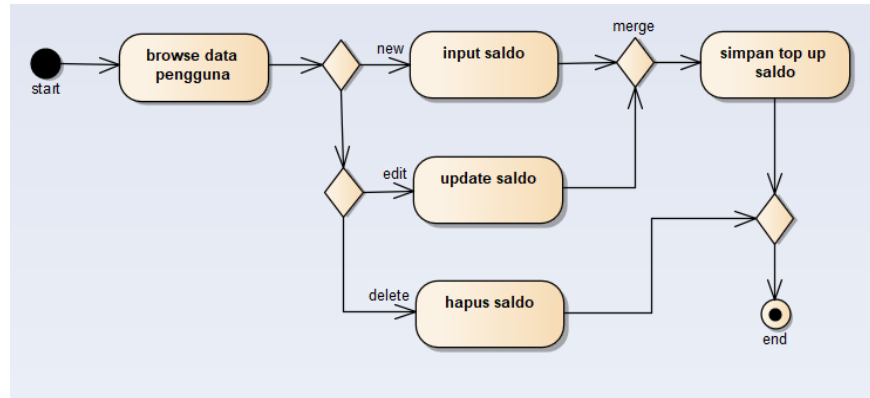 start
browse data
pengguna
new
input saldo
merge
simpan top up
saldo
edit
update saldo
delete
hapus saldo
end